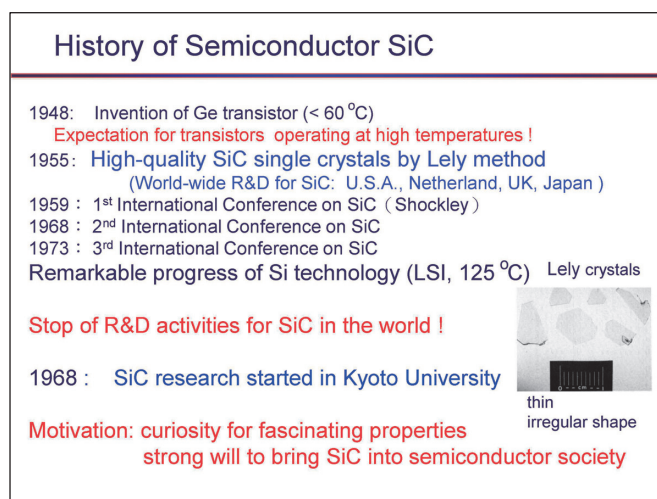 History of Semiconductor SiC
1948: Invention of Ge transistor (< 60 °C)
Expectation for transistors operating at high temperatures !
1955: High-quality SiC single crystals by Lely method
(World-wide R&D for SiC: U.S.A., Netherland, UK, Japan )
1959： 1st International Conference on SiC（Shockley）
1968： 2nd International Conference on SiC
1973： 3rd International Conference on SiC
Remarkable progress of Si technology (LSI, 125 °C)
Lely crystals
Stop of R&D activities for SiC in the world !
1968： SiC research started in Kyoto University
thin
irregular shape
Motivation: curiosity for fascinating properties
strong will to bring SiC into semiconductor society